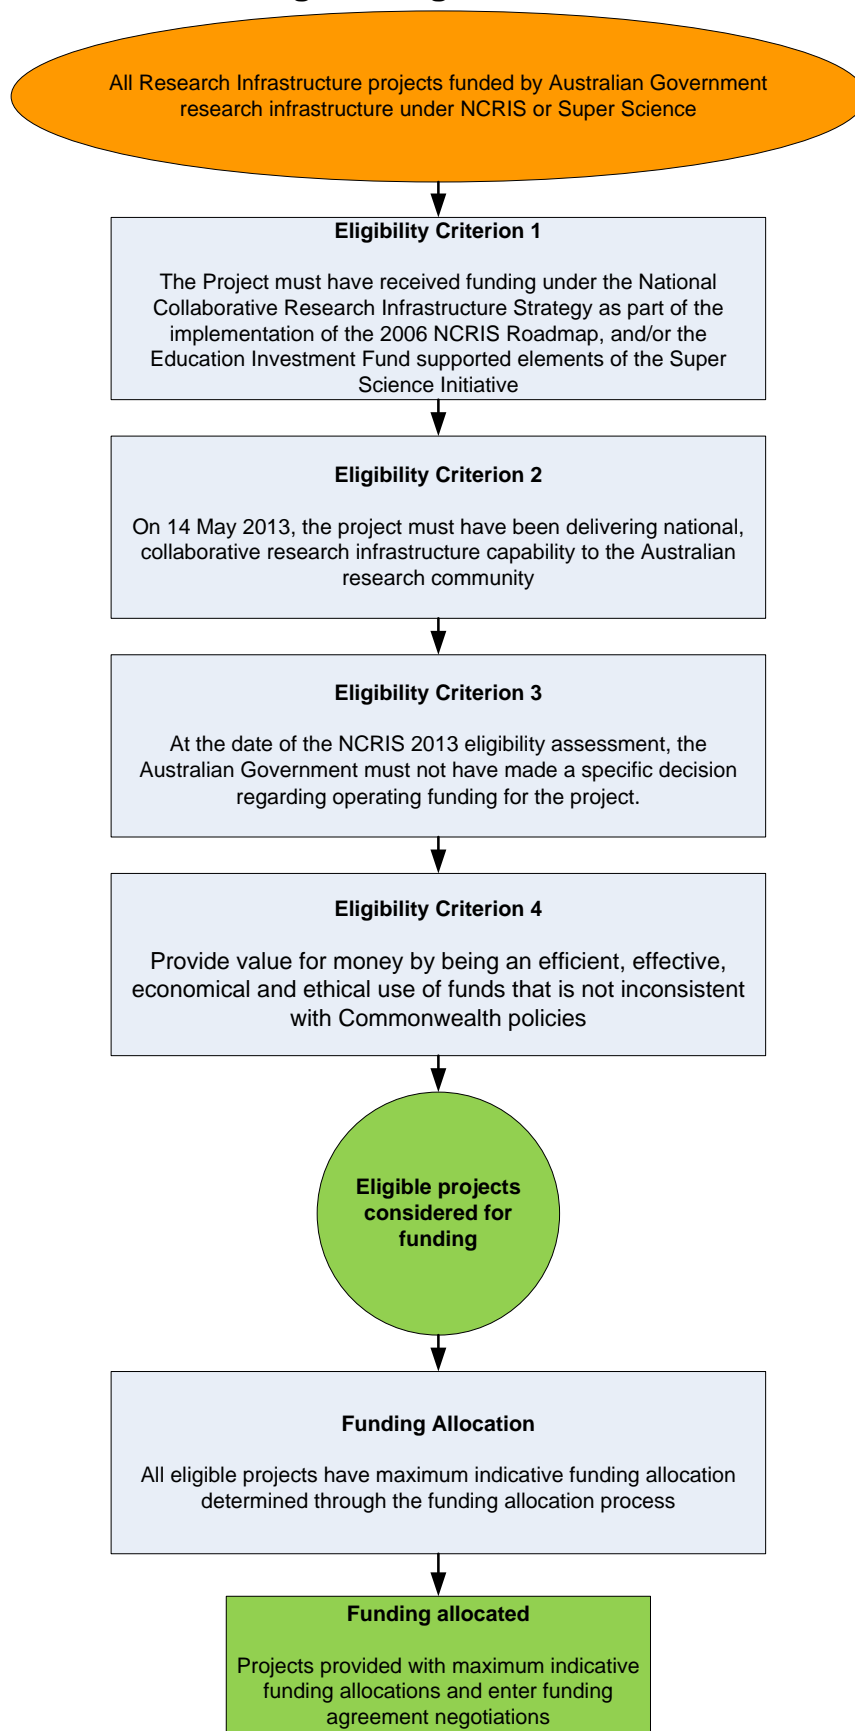 All Research Infrastructure projects funded by Australian Government
research infrastructure under NCRIS or Super Science
Eligibility Criterion 1
The Project must have received funding under the National
Collaborative Research Infrastructure Strategy as part of the
implementation of the 2006 NCRIS Roadmap, and/or the
Education Investment Fund supported elements of the Super
Science Initiative
Eligibility Criterion 2
On 14 May 2013, the project must have been delivering national,
collaborative research infrastructure capability to the Australian
research community
Eligibility Criterion 3
At the date of the NCRIS 2013 eligibility assessment, the
Australian Government must not have made a specific decision
regarding operating funding for the project.
Eligibility Criterion 4
Provide value for money by being an efficient, effective,
economical and ethical use of funds that is not inconsistent
with Commonwealth policies
Eligible projects
considered for
funding
Funding Allocation
All eligible projects have maximum indicative funding allocation
determined through the funding allocation process
Funding allocated
Projects provided with maximum indicative
funding allocations and enter funding
agreement negotiations